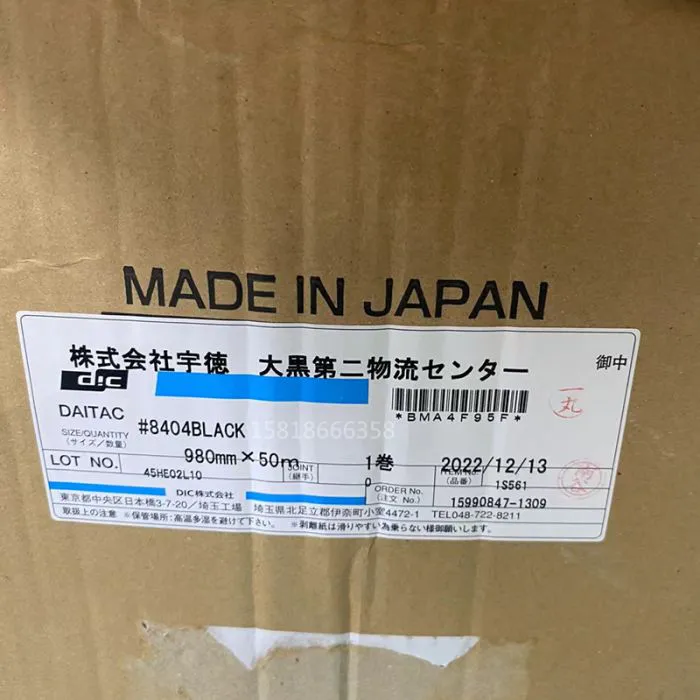 MADE IN JAPAN
株式会社宇徳 大黒第二物流センター 御中
dic
DAITAC #8404BLACK
15818666358
*BMA4F95F*
一丸
SIZE/QUANTITY (サイズ/数量) 980mm×50m 1巻 2022/12/13
LOT NO. 45HE02L10 JOINT (継手) 0 ITEM No. (品番) 1S561
DIC株式会社 ORDER No. (注文 No.) 15990847-1309
東京都中央区日本橋3-7-20/埼玉工場 埼玉県北足立郡伊奈町小室4472-1 TEL048-722-8211
取扱上の注意 ※保管場所:高温多湿を避けて下さい。 ※剥離紙は滑りやすい為乗らない様御願いします。